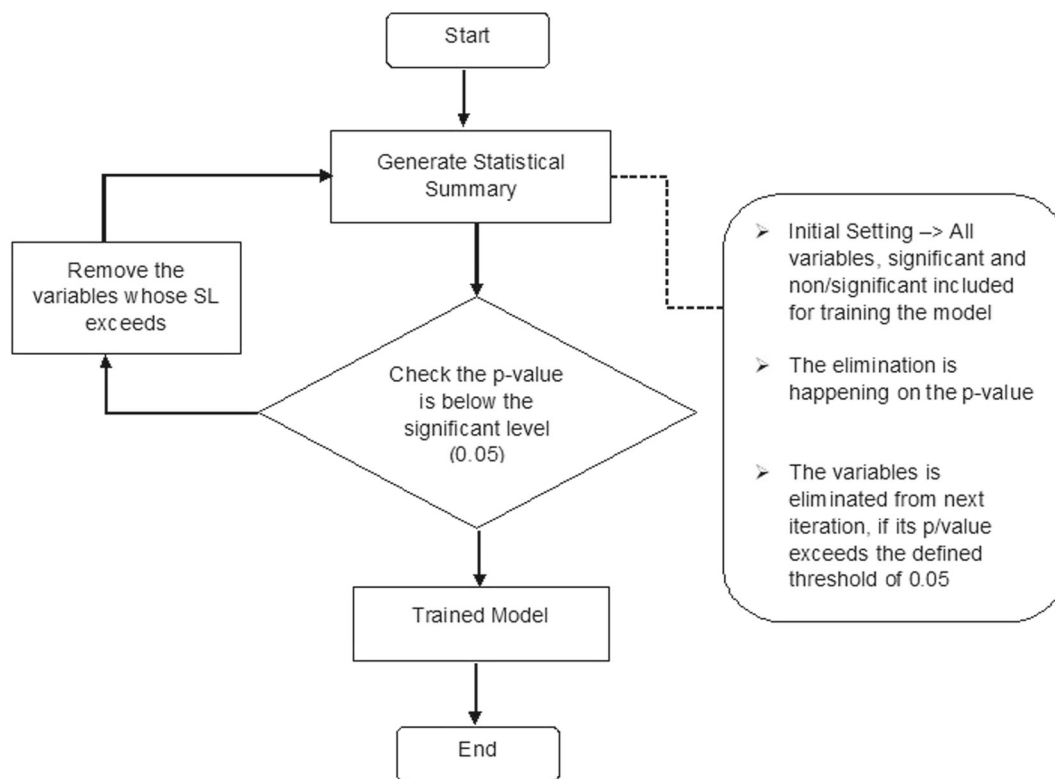 Start
Generate Statistical
Summary
Remove the
variables whose SL
exceeds
Check the p-value
is below the
significant level
(0.05)
Trained Model
End
➢ Initial Setting –> All
variables, significant and
non/significant included
for training the model
➢ The elimination is
happening on the p-value
➢ The variables is
eliminated from next
iteration, if its p/value
exceeds the defined
threshold of 0.05